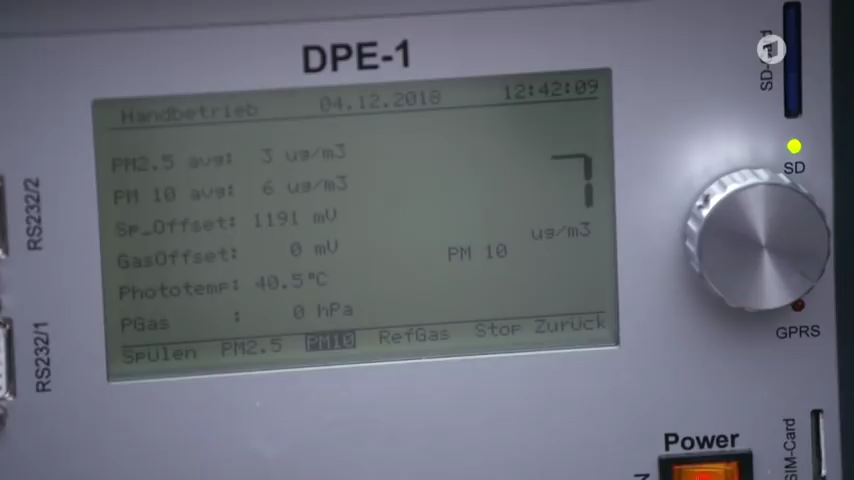 DPE-1
Handbetrieb 04.12.2018 12:42:09
PM2.5 avg: 3 ug/m3
PM 10 avg: 6 ug/m3
7
Sp_Offset: 1191 mV
ug/m3
GasOffset: 0 mV
PM 10
Phototemp: 40.5°C
PGas : 0 hPa
Spülen PM2.5 PM10 RefGas Stop Zurück
RS232/2
RS232/1
SD
GPRS
Power
SIM-Card